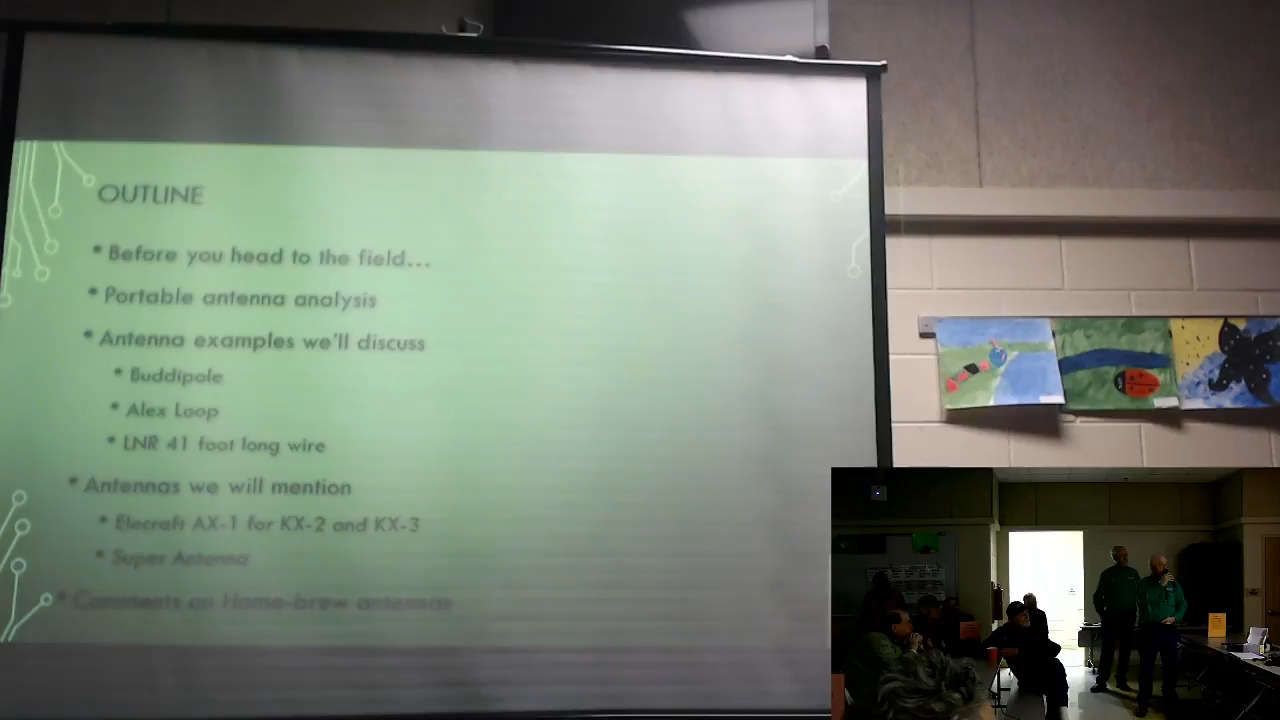 OUTLINE
• Before you head to the field...
• Portable antenna analysis
• Antenna examples we'll discuss
• Buddipole
• Alex Loop
• LNR 41 foot long wire
• Antennas we will mention
• Elecraft AX-1 for KX-2 and KX-3
• Super Antenna
• Comments on Home-brew antennas